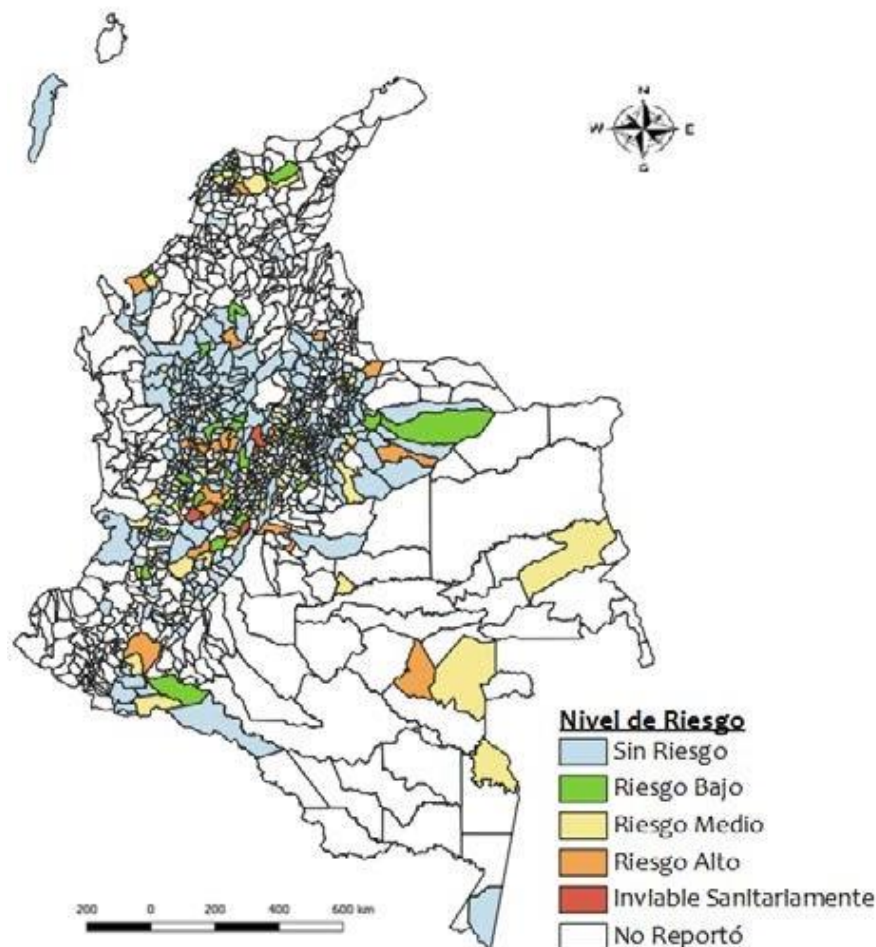 N
W E
S
Nivel de Riesgo
Sin Riesgo
Riesgo Bajo
Riesgo Medio
Riesgo Alto
Inviable Sanitariamente
No Reportó
200 0 200 400 600 km